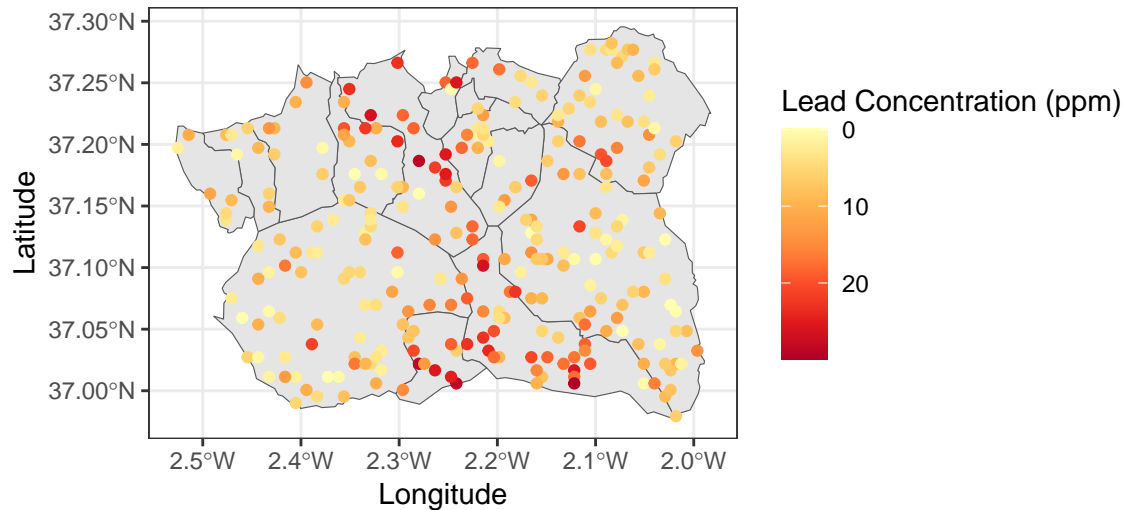 37.30°N
37.25°N
37.20°N
37.15°N
37.10°N
37.05°N
37.00°N
Latitude
2.5°W 2.4°W 2.3°W 2.2°W 2.1°W 2.0°W
Longitude
Lead Concentration (ppm)
0
10
20